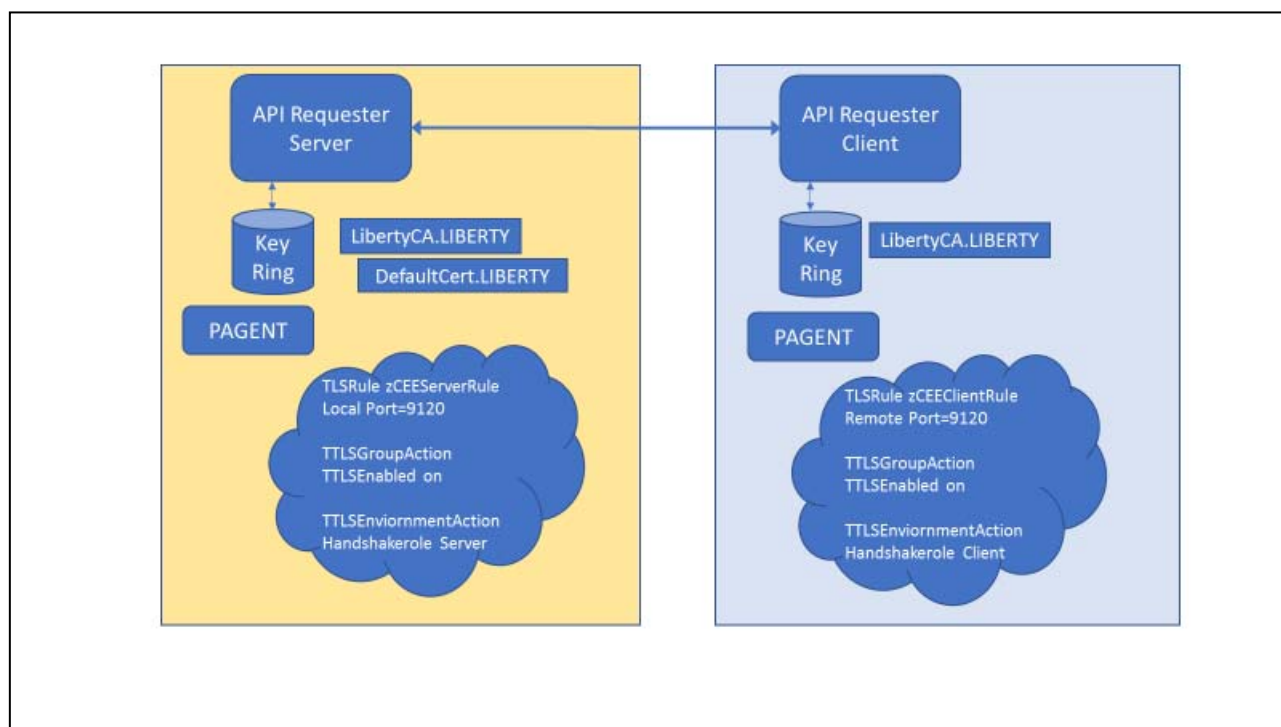 API Requester
Server
Key
Ring
LibertyCA.LIBERTY
DefaultCert.LIBERTY
PAGENT
TLSRule zCEEServerRule
Local Port=9120
TTLSGroupAction
TTLSEnabled on
TTLSEnviornmentAction
Handshakerole Server
API Requester
Client
Key
Ring
LibertyCA.LIBERTY
PAGENT
TLSRule zCEEClientRule
Remote Port=9120
TTLSGroupAction
TTLSEnabled on
TTLSEnviornmentAction
Handshakerole Client